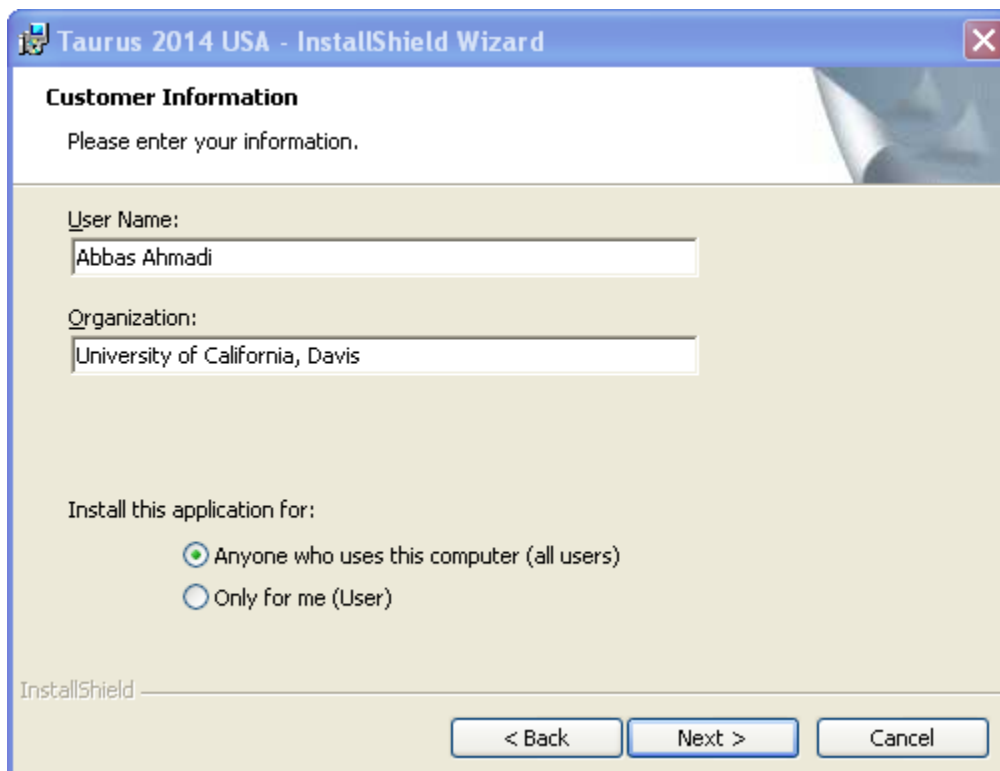 Taurus 2014 USA - InstallShield Wizard
Customer Information
Please enter your information.
User Name:
Abbas Ahmadi
Organization:
University of California, Davis
Install this application for:
Anyone who uses this computer (all users)
Only for me (User)
InstallShield
< Back Next > Cancel